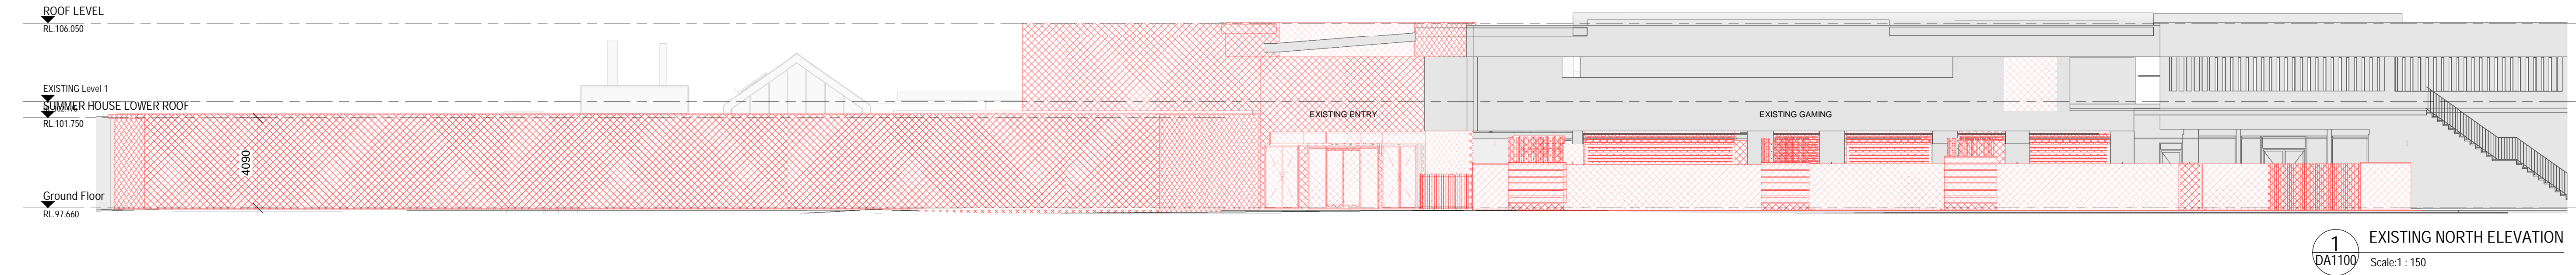 ROOF LEVEL
RL.106.050
EXISTING Level 1
SUMMER HOUSE LOWER ROOF
RL.101.750
4090
Ground Floor
RL.97.660
EXISTING ENTRY
EXISTING GAMING
1
DA1100
EXISTING NORTH ELEVATION
Scale:1 : 150